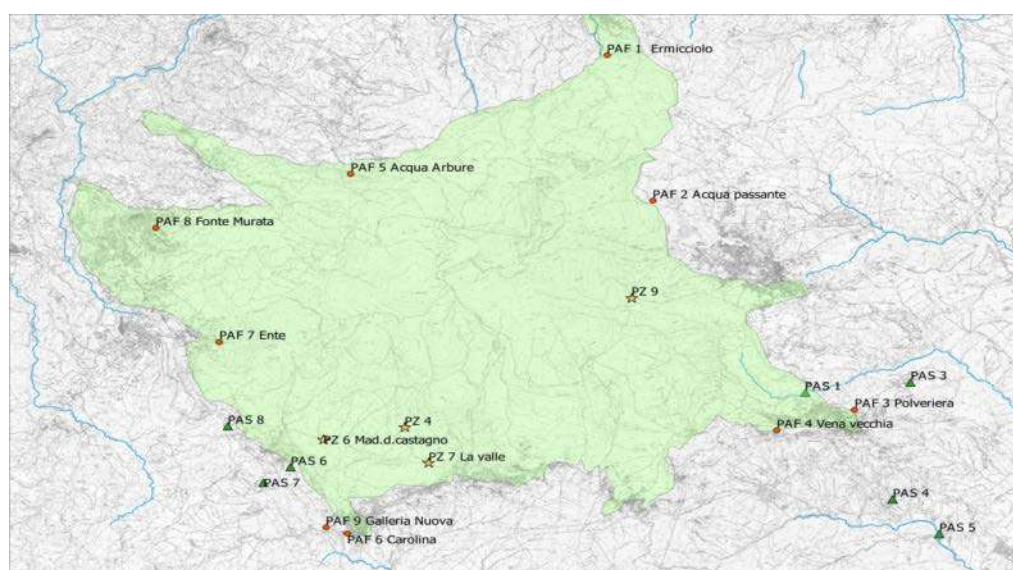 PAF 1 Ermicciolo
PAF 5 Acqua Arbure
PAF 2 Acqua passante
PAF 8 Fonte Murata
PZ 9
PAF 7 Ente
PAS 3
PAS 1
PAF 3 Polveriera
PAS 8
PZ 4
PAF 4 Vena vecchia
PZ 6 Mad.d.castagno
PZ 7 La valle
PAS 6
PAS 7
PAS 4
PAF 9 Galleria Nuova
PAS 5
PAF 6 Carolina